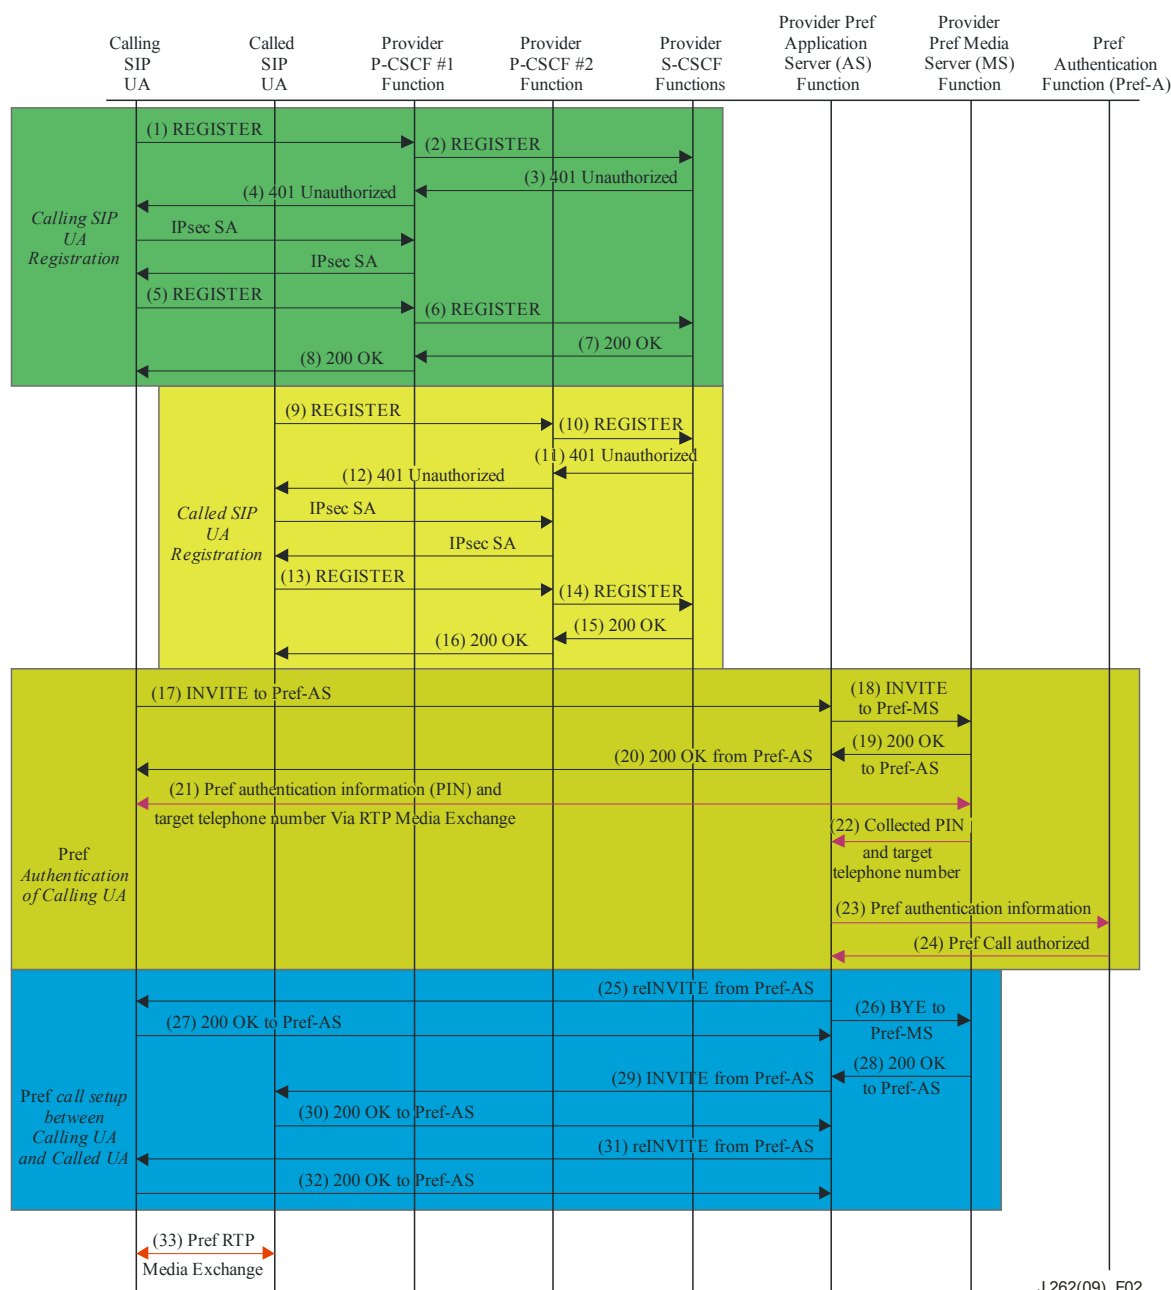 Calling
SIP
UA
Called
SIP
UA
Provider
P-CSCF #1
Function
Provider
P-CSCF #2
Function
Provider
S-CSCF
Functions
Provider Pref
Application
Server (AS)
Function
Provider
Pref Media
Server (MS)
Function
Pref
Authentication
Function (Pref-A)
Calling SIP
UA
Registration
(1) REGISTER
(2) REGISTER
(3) 401 Unauthorized
(4) 401 Unauthorized
IPsec SA
IPsec SA
(5) REGISTER
(6) REGISTER
(7) 200 OK
(8) 200 OK
Called SIP
UA
Registration
(9) REGISTER
(10) REGISTER
(11) 401 Unauthorized
(12) 401 Unauthorized
IPsec SA
IPsec SA
(13) REGISTER
(14) REGISTER
(15) 200 OK
(16) 200 OK
Pref
Authentication
of Calling UA
(17) INVITE to Pref-AS
(18) INVITE
to Pref-MS
(19) 200 OK
to Pref-AS
(20) 200 OK from Pref-AS
(21) Pref authentication information (PIN) and
target telephone number Via RTP Media Exchange
(22) Collected PIN
and target
telephone number
(23) Pref authentication information
(24) Pref Call authorized
Pref call setup
between
Calling UA
and Called UA
(25) reINVITE from Pref-AS
(26) BYE to
Pref-MS
(27) 200 OK to Pref-AS
(28) 200 OK
to Pref-AS
(29) INVITE from Pref-AS
(30) 200 OK to Pref-AS
(31) reINVITE from Pref-AS
(32) 200 OK to Pref-AS
(33) Pref RTP
Media Exchange
J.262(09)_F02